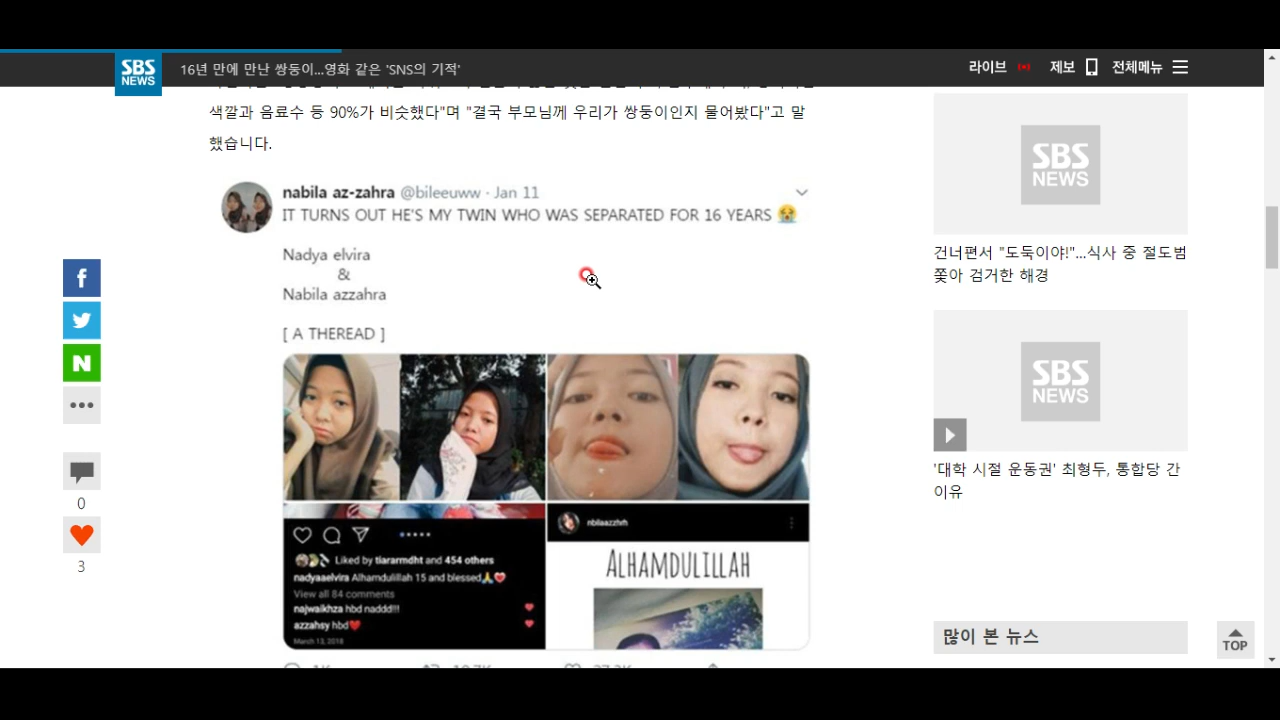 SBS
NEWS
16년 만에 만난 쌍둥이...영화 같은 'SNS의 기적'
라이브
제보
전체메뉴
색깔과 음료수 등 90%가 비슷했다"며 "결국 부모님께 우리가 쌍둥이인지 물어봤다"고 말
했습니다.
nabila az-zahra @bileeuww · Jan 11
IT TURNS OUT HE'S MY TWIN WHO WAS SEPARATED FOR 16 YEARS 😭
Nadya elvira
&
Nabila azzahra
[ A THEREAD ]
Liked by tiararmdht and 454 others
nadyaaelvira Alhamdulillah 15 and blessed🙏❤
View all 84 comments
najwaikhza hbd naddd!!!
azzahsy hbd❤
March 13, 2018
nbilaazzhrh
ALHAMDULILLAH
f
N
0
3
SBS
NEWS
건너편서 "도둑이야!"...식사 중 절도범
쫓아 검거한 해경
SBS
NEWS
'대학 시절 운동권' 최형두, 통합당 간
이유
많이 본 뉴스
TOP